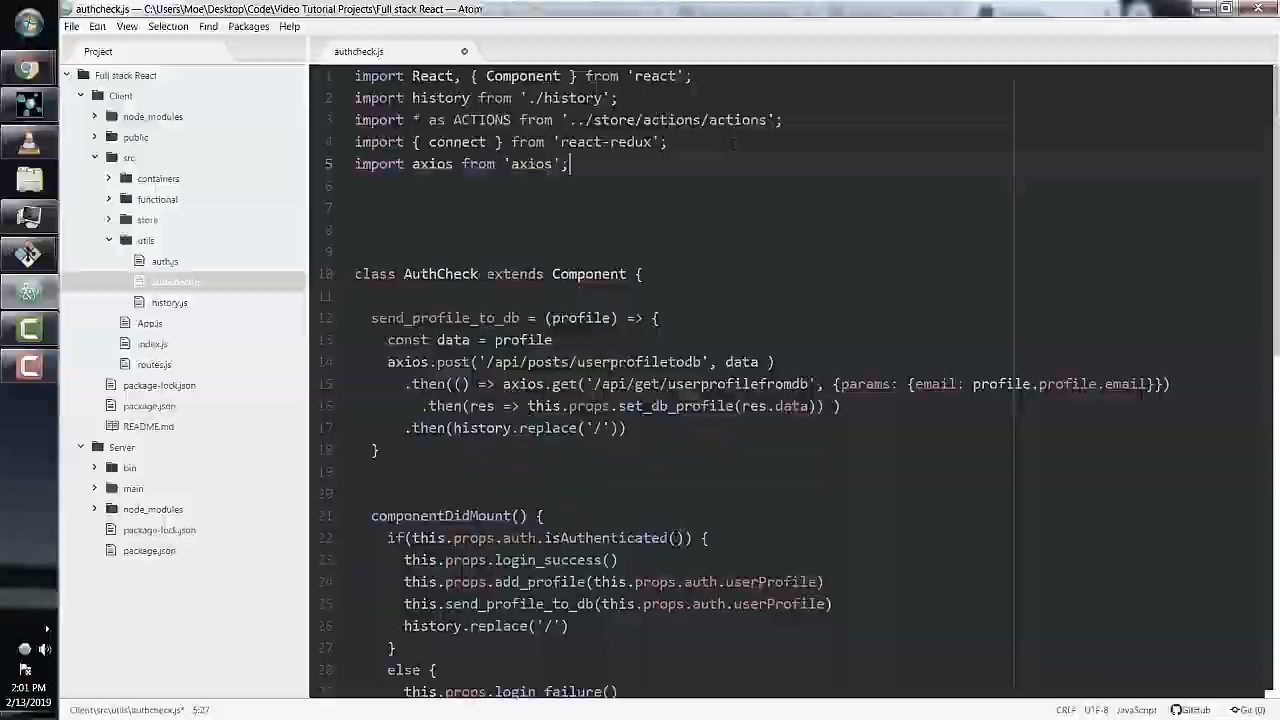 authcheck.js — C:\Users\Moe\Desktop\Code\Video Tutorial Projects\Full stack React — Atom
File Edit View Selection Find Packages Help
Project
authcheck.js
Full stack React
Client
node_modules
public
src
containers
functional
store
utils
auth.js
authcheck.js
history.js
App.js
index.js
routes.js
package-lock.json
package.json
README.md
Server
bin
main
node_modules
package-lock.json
package.json
1 import React, { Component } from 'react';
2 import history from './history';
3 import * as ACTIONS from '../store/actions/actions';
4 import { connect } from 'react-redux';
5 import axios from 'axios';
6
7
8
9
10 class AuthCheck extends Component {
11
12 send_profile_to_db = (profile) => {
13 const data = profile
14 axios.post('/api/posts/userprofiletodb', data )
15 .then(() => axios.get('/api/get/userprofilefromdb', {params: {email: profile.profile.email}})
16 .then(res => this.props.set_db_profile(res.data)) )
17 .then(history.replace('/'))
18 }
19
20
21 componentDidMount() {
22 if(this.props.auth.isAuthenticated()) {
23 this.props.login_success()
24 this.props.add_profile(this.props.auth.userProfile)
25 this.send_profile_to_db(this.props.auth.userProfile)
26 history.replace('/')
27 }
28 else {
27 this.props.login_failure()
Client\src\utils\authcheck.js* 5:27
CRLF UTF-8 JavaScript GitHub Git (0)
2:01 PM
2/13/2019